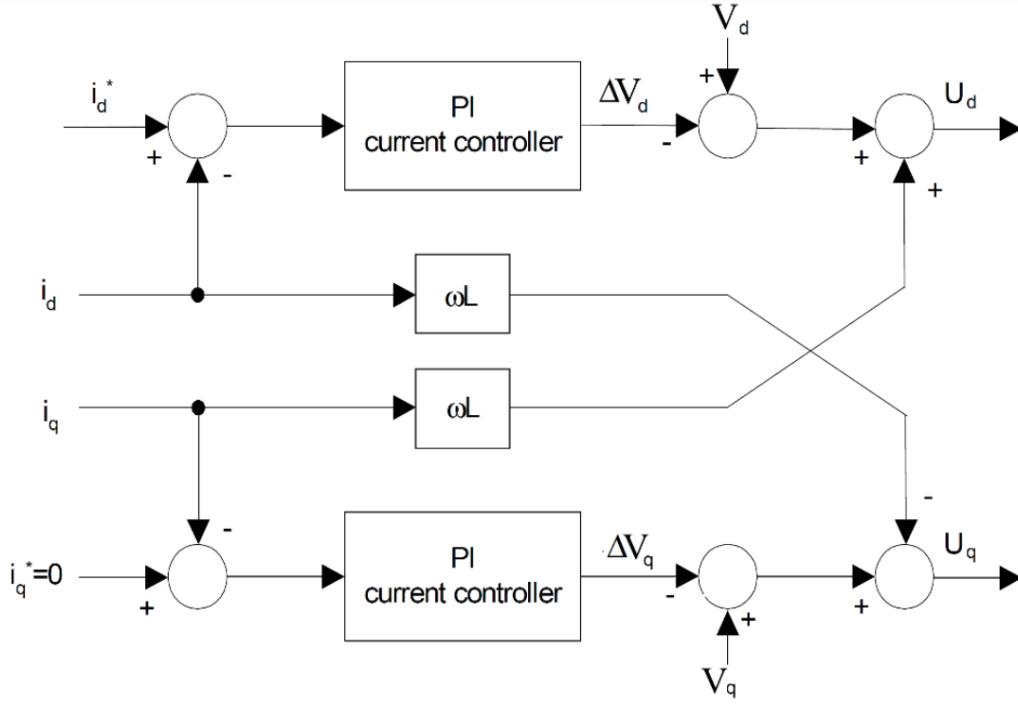 V_d
i_d^*
+
-
PI
current controller
ΔV_d
-
+
+
+
U_d
i_d
ωL
i_q
ωL
i_q^*=0
+
-
PI
current controller
ΔV_q
-
+
V_q
+
-
U_q